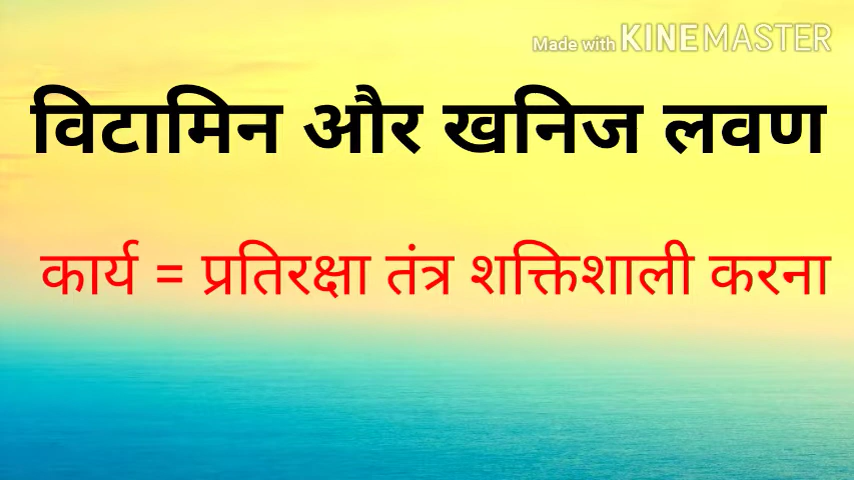 Made with KINEMASTER
विटामिन और खनिज लवण
कार्य = प्रतिरक्षा तंत्र शक्तिशाली करना